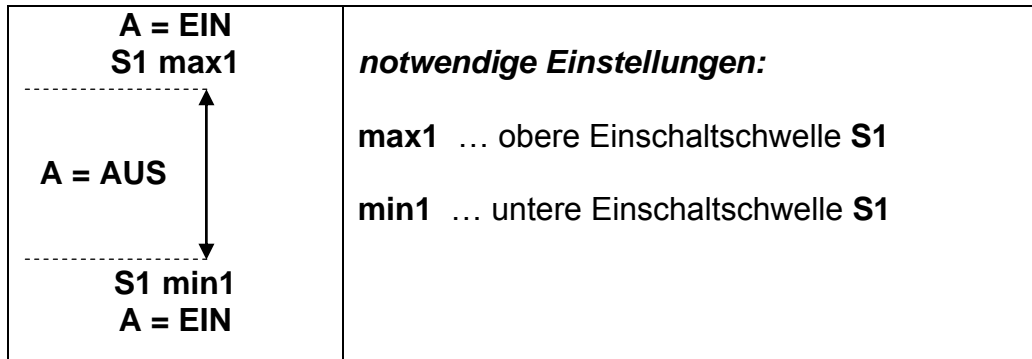 A = EIN
S1 max1
A = AUS
S1 min1
A = EIN
notwendige Einstellungen:
max1 … obere Einschaltschwelle S1
min1 … untere Einschaltschwelle S1